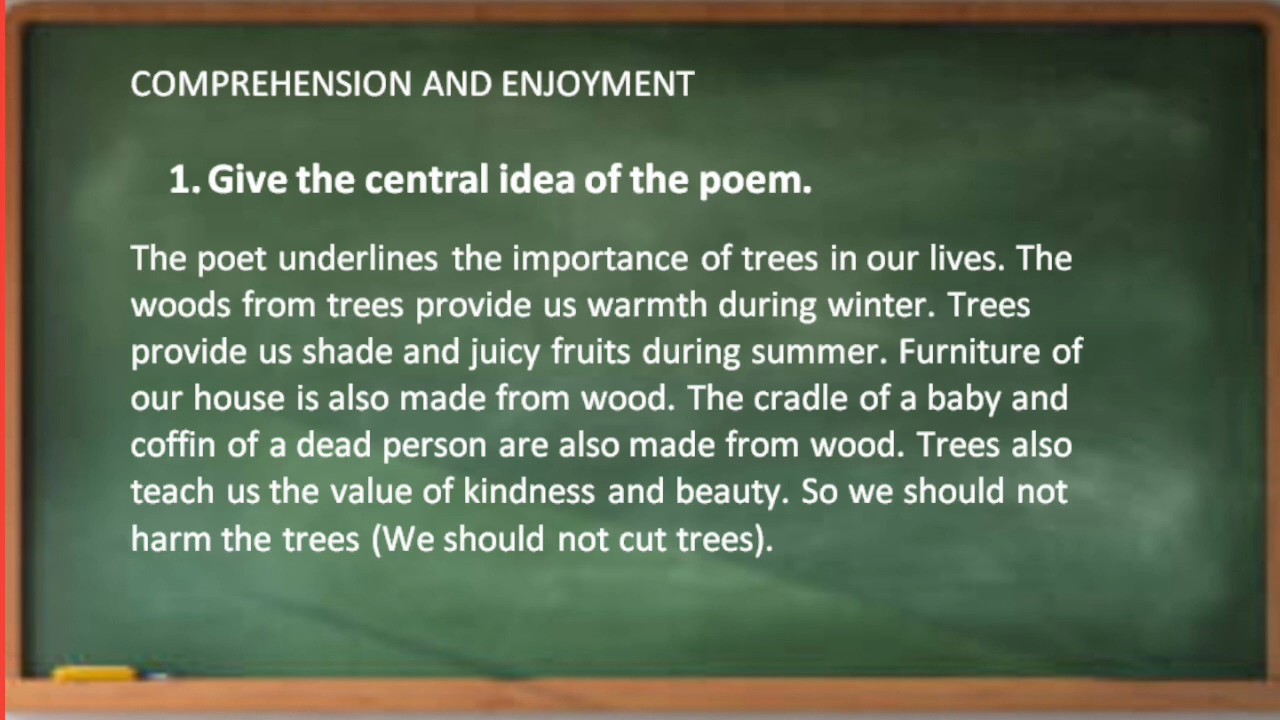 COMPREHENSION AND ENJOYMENT
1. Give the central idea of the poem.
The poet underlines the importance of trees in our lives. The
woods from trees provide us warmth during winter. Trees
provide us shade and juicy fruits during summer. Furniture of
our house is also made from wood. The cradle of a baby and
coffin of a dead person are also made from wood. Trees also
teach us the value of kindness and beauty. So we should not
harm the trees (We should not cut trees).